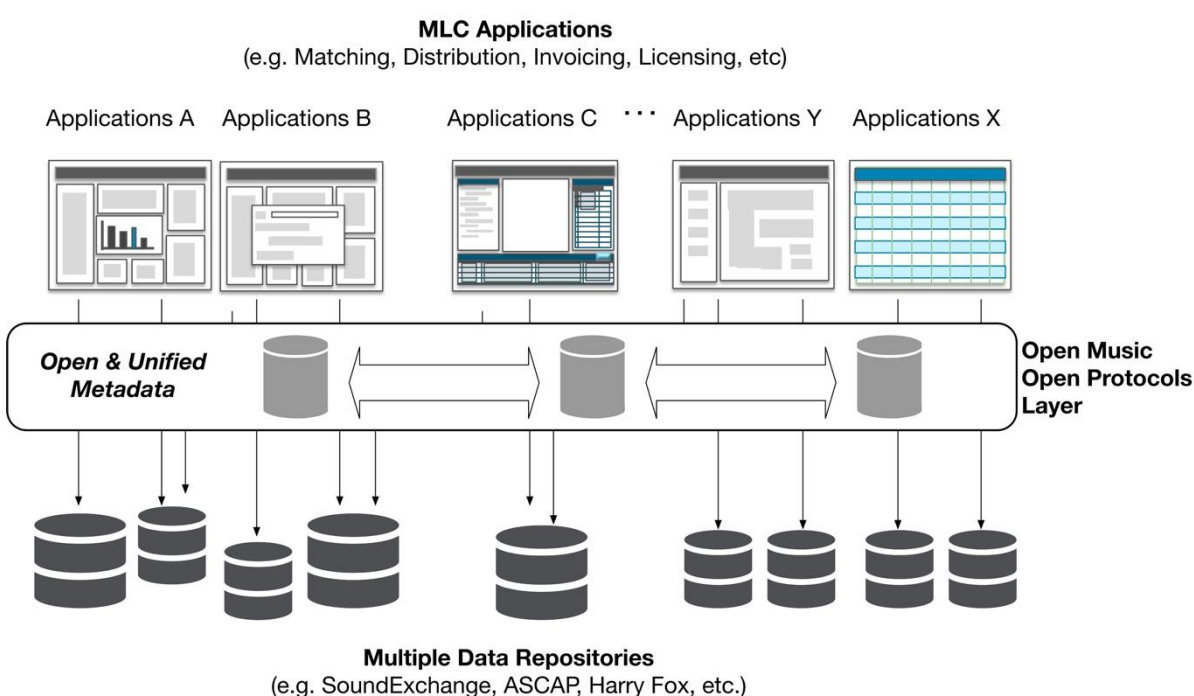 MLC Applications
(e.g. Matching, Distribution, Invoicing, Licensing, etc)
Applications A Applications B Applications C ... Applications Y Applications X
Open & Unified
Metadata
Open Music
Open Protocols
Layer
Multiple Data Repositories
(e.g. SoundExchange, ASCAP, Harry Fox, etc.)